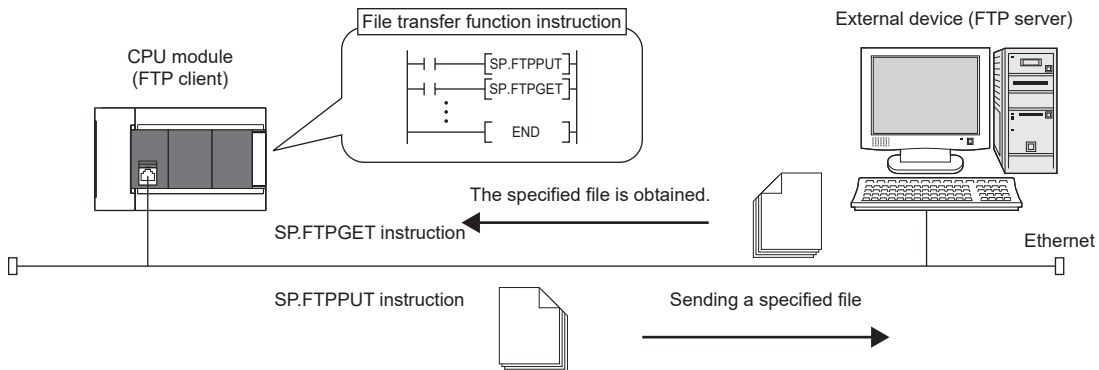 File transfer function instruction
External device (FTP server)
CPU module
(FTP client)
SP.FTPPUT
SP.FTPGET
END
The specified file is obtained.
SP.FTPGET instruction
Ethernet
SP.FTPPUT instruction
Sending a specified file